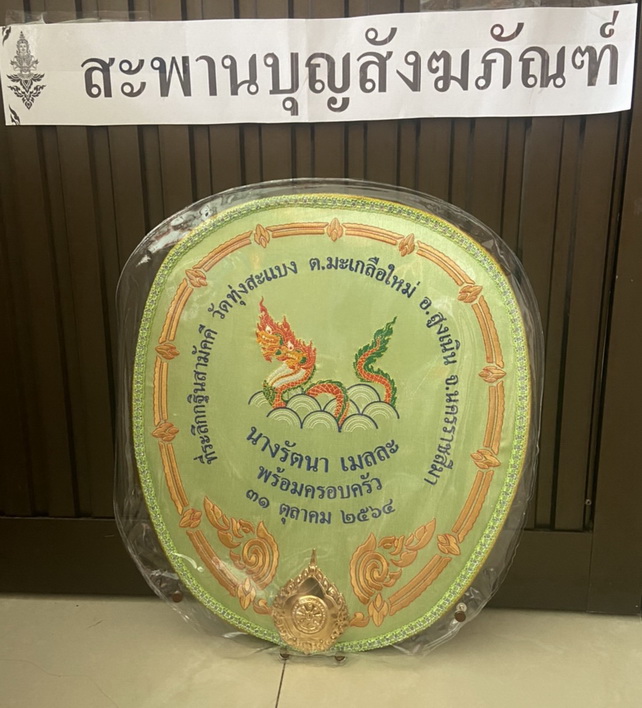 สะพานบุญสังฆภัณฑ์
ที่ระลึกกฐินสามัคคี วัดทุ่งสะแบง ต.มะเกลือใหม่ อ.สูงเนิน จ.นครราชสีมา
นางรัตนา เมลละ
พร้อมครอบครัว
๓๑ ตุลาคม ๒๕๖๔